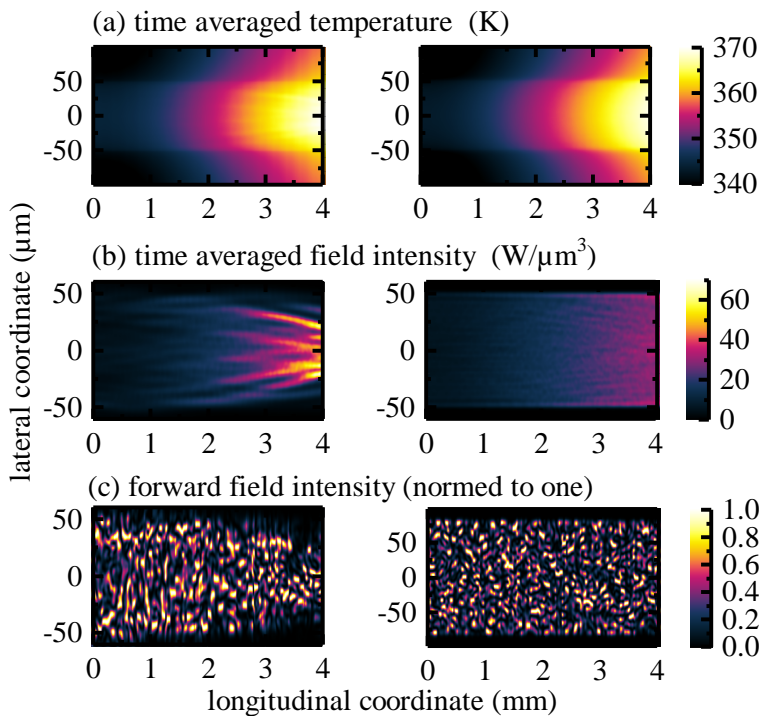 (a) time averaged temperature (K)
50
0
-50
0 1 2 3 4
0 1 2 3 4
370
360
350
340
(b) time averaged field intensity (W/µm³)
50
0
-50
0 1 2 3 4
50
0
-50
0 1 2 3 4
60
40
20
0
(c) forward field intensity (normed to one)
50
0
-50
0 1 2 3 4
50
0
-50
0 1 2 3 4
1.0
0.8
0.6
0.4
0.2
0.0
lateral coordinate (µm)
longitudinal coordinate (mm)